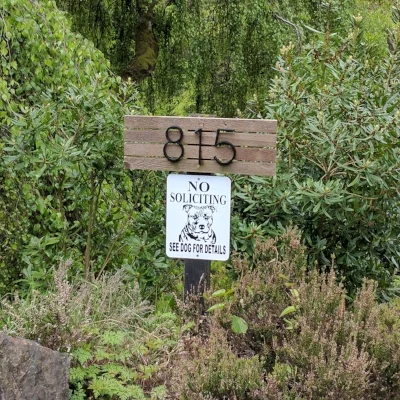 815
NO
SOLICITING
SEE DOG FOR DETAILS